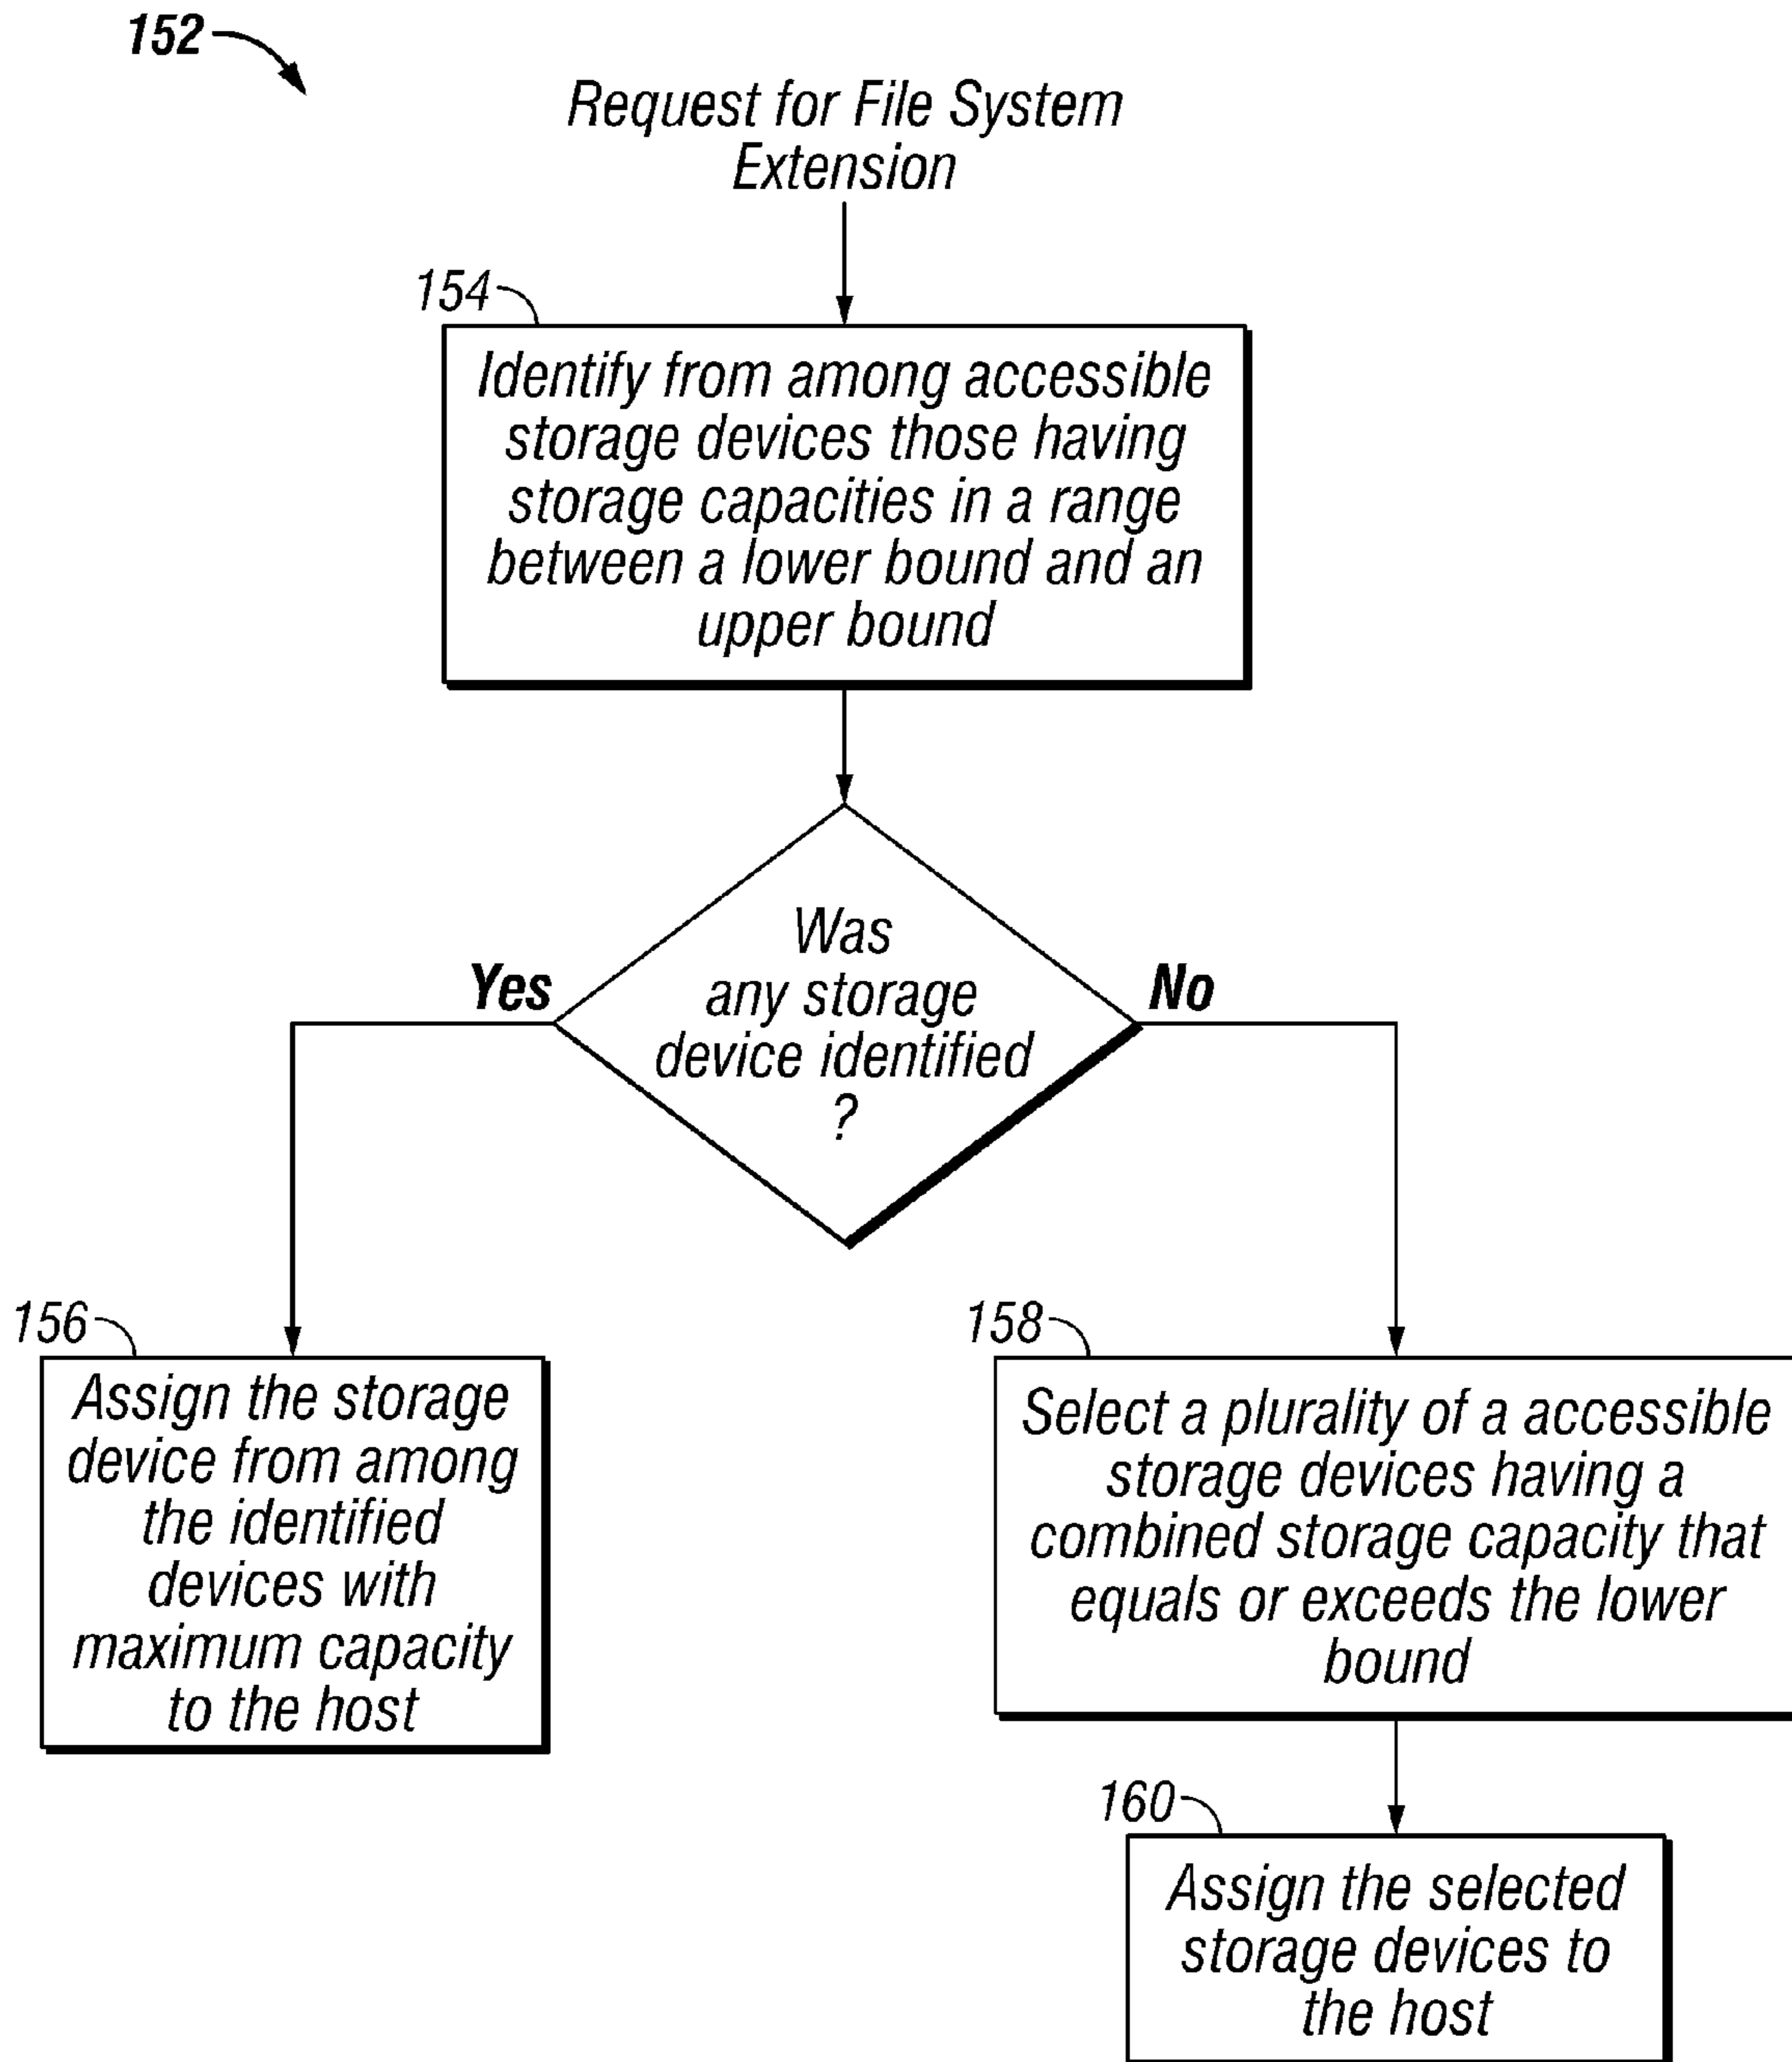 152
Request for File System
Extension
154
Identify from among accessible
storage devices those having
storage capacities in a range
between a lower bound and an
upper bound
Was
any storage
device identified
?
Yes
No
156
Assign the storage
device from among
the identified
devices with
maximum capacity
to the host
158
Select a plurality of a accessible
storage devices having a
combined storage capacity that
equals or exceeds the lower
bound
160
Assign the selected
storage devices to
the host